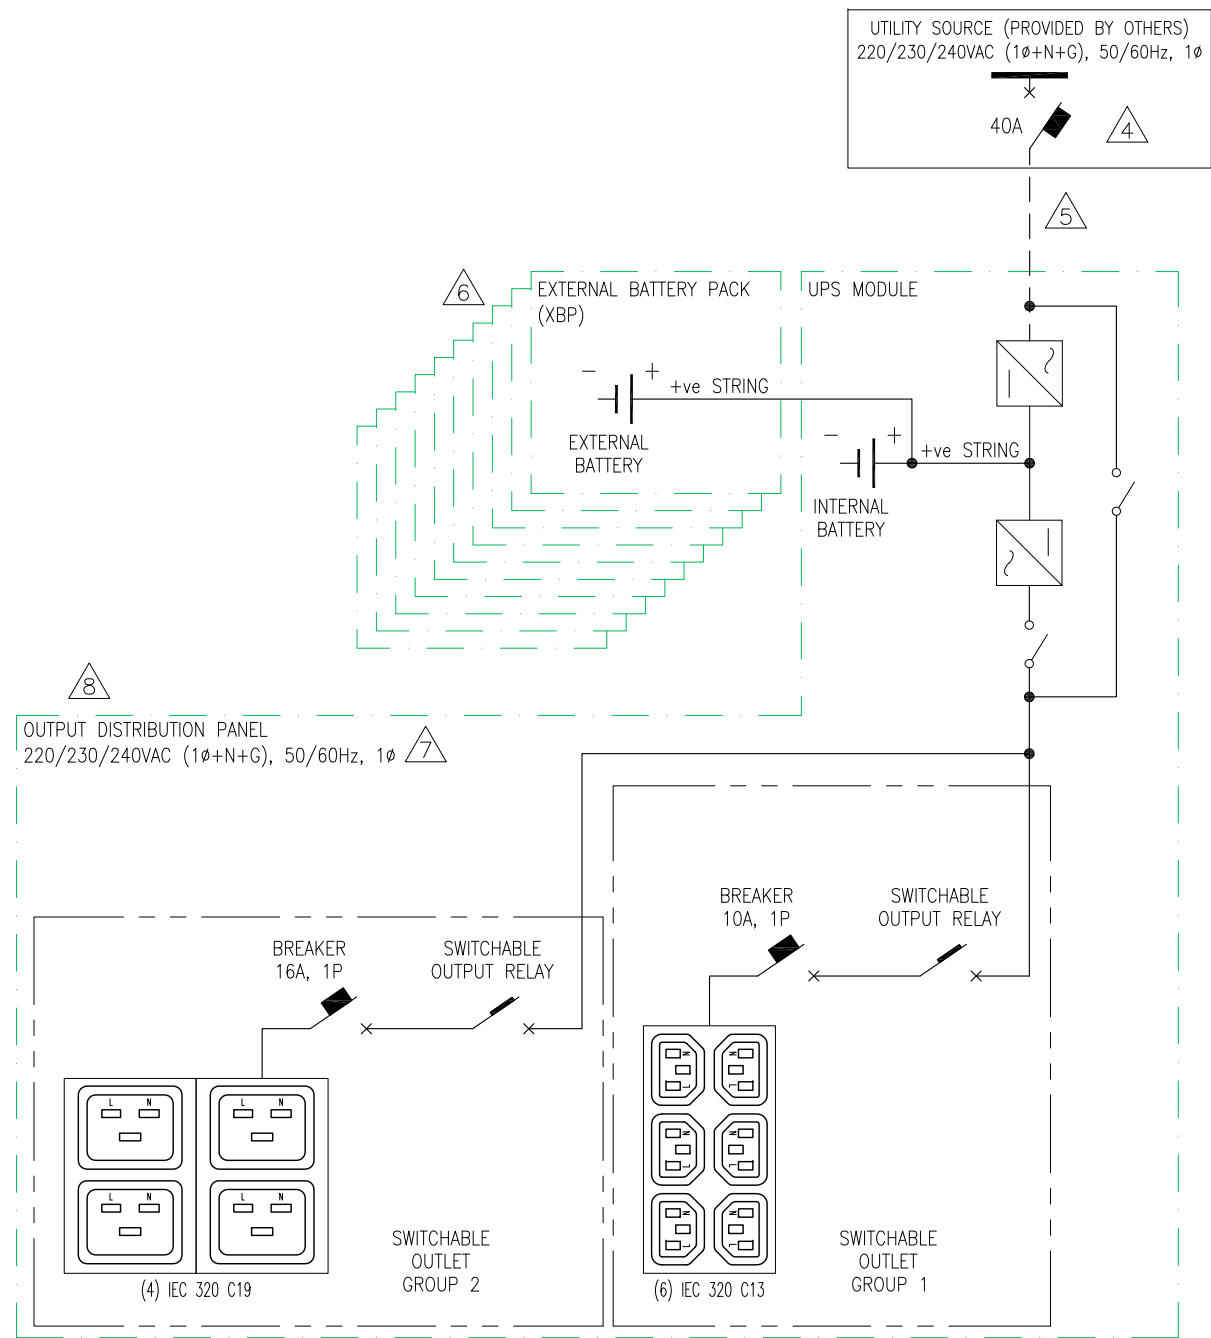 UTILITY SOURCE (PROVIDED BY OTHERS)
220/230/240VAC (1ø+N+G), 50/60Hz, 1ø
40A
4
5
6
EXTERNAL BATTERY PACK
(XBP)
UPS MODULE
- +
+ve STRING
EXTERNAL
BATTERY
- +
+ve STRING
INTERNAL
BATTERY
8
OUTPUT DISTRIBUTION PANEL
220/230/240VAC (1ø+N+G), 50/60Hz, 1ø
7
BREAKER
10A, 1P
SWITCHABLE
OUTPUT RELAY
BREAKER
16A, 1P
SWITCHABLE
OUTPUT RELAY
N
L
N
L
N
L
N
L
N
L
N
L
L N
L N
L N
L N
SWITCHABLE
OUTLET
GROUP 2
SWITCHABLE
OUTLET
GROUP 1
(4) IEC 320 C19
(6) IEC 320 C13